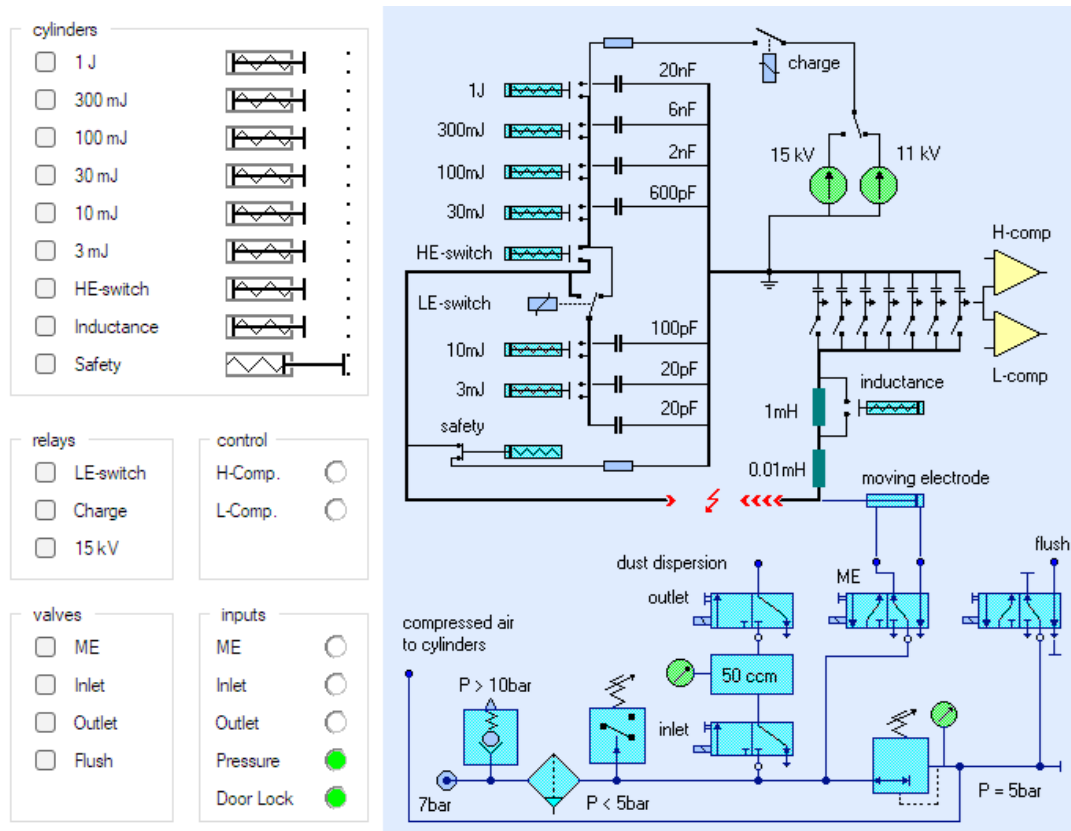 cylinders
1 J
300 mJ
100 mJ
30 mJ
10 mJ
3 mJ
HE-switch
Inductance
Safety
relays
LE-switch
Charge
15 kV
control
H-Comp.
L-Comp.
valves
ME
Inlet
Outlet
Flush
inputs
ME
Inlet
Outlet
Pressure
Door Lock
charge
20nF
1J
6nF
300mJ
2nF
100mJ
15 kV
11 kV
600pF
30mJ
H-comp
HE-switch
LE-switch
100pF
10mJ
20pF
L-comp
3mJ
inductance
20pF
1mH
safety
0.01mH
moving electrode
flush
dust dispersion
ME
outlet
compressed air
to cylinders
50 ccm
P > 10bar
inlet
7bar
P < 5bar
P = 5bar